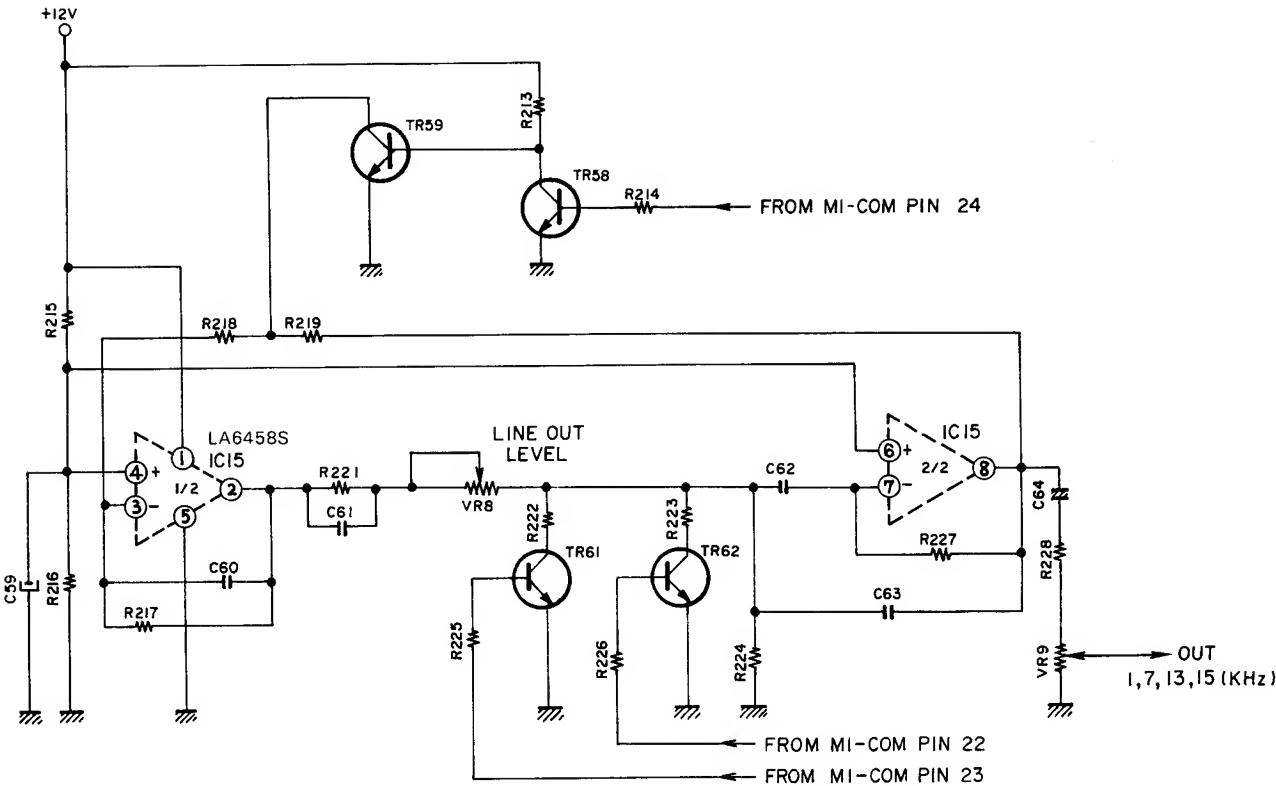 +12V
R213
TR59
TR58
R214
FROM MI-COM PIN 24
R215
R218
R219
LA6458S
IC15
1
4
+
1/2
2
3
-
5
LINE OUT
LEVEL
R221
C61
VR8
C62
IC15
6
+
2/2
8
7
-
C64
R222
R223
TR61
TR62
R227
R228
C59
R216
C60
R217
C63
R225
R226
R224
VR9
OUT
1,7,13,15 (KHz)
FROM MI-COM PIN 22
FROM MI-COM PIN 23